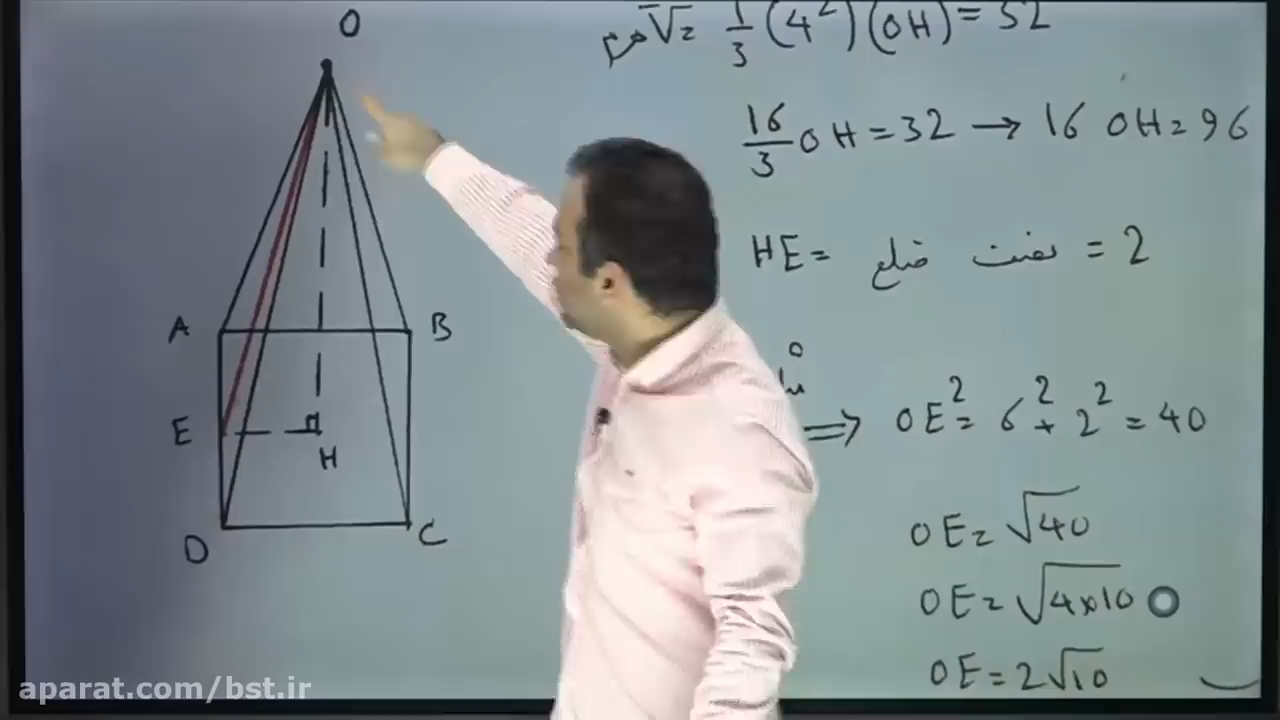 O
A
B
E
H
D
C
هرم V = 1/3 (4²)(OH) = 32
16/3 OH = 32 → 16 OH = 96
HE = نصف ضلع = 2
⇒ OE² = 6² + 2² = 40
OE = √40
OE = √4×10
OE = 2√10
aparat.com/bst.ir